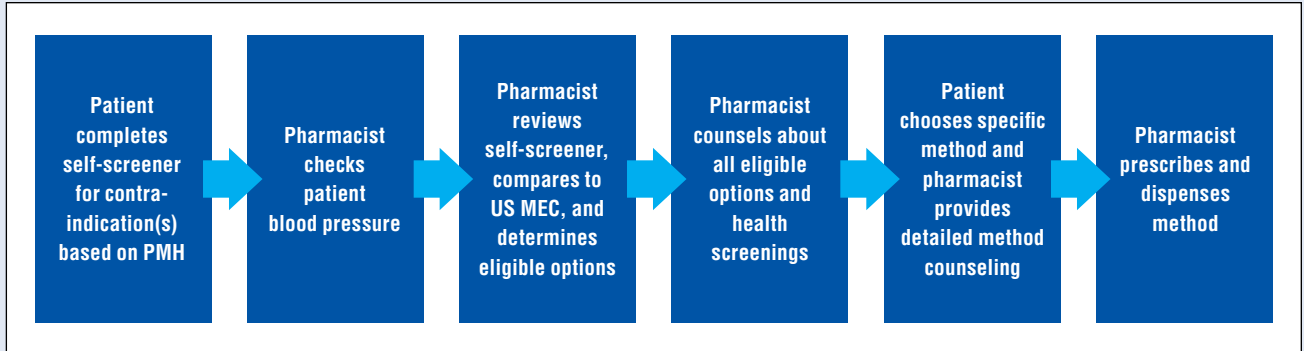 Patient
completes
self-screener
for contra-
indication(s)
based on PMH
Pharmacist
checks
patient
blood pressure
Pharmacist
reviews
self-screener,
compares to
US MEC, and
determines
eligible options
Pharmacist
counsels about
all eligible
options and
health
screenings
Patient
chooses specific
method and
pharmacist
provides
detailed method
counseling
Pharmacist
prescribes and
dispenses
method